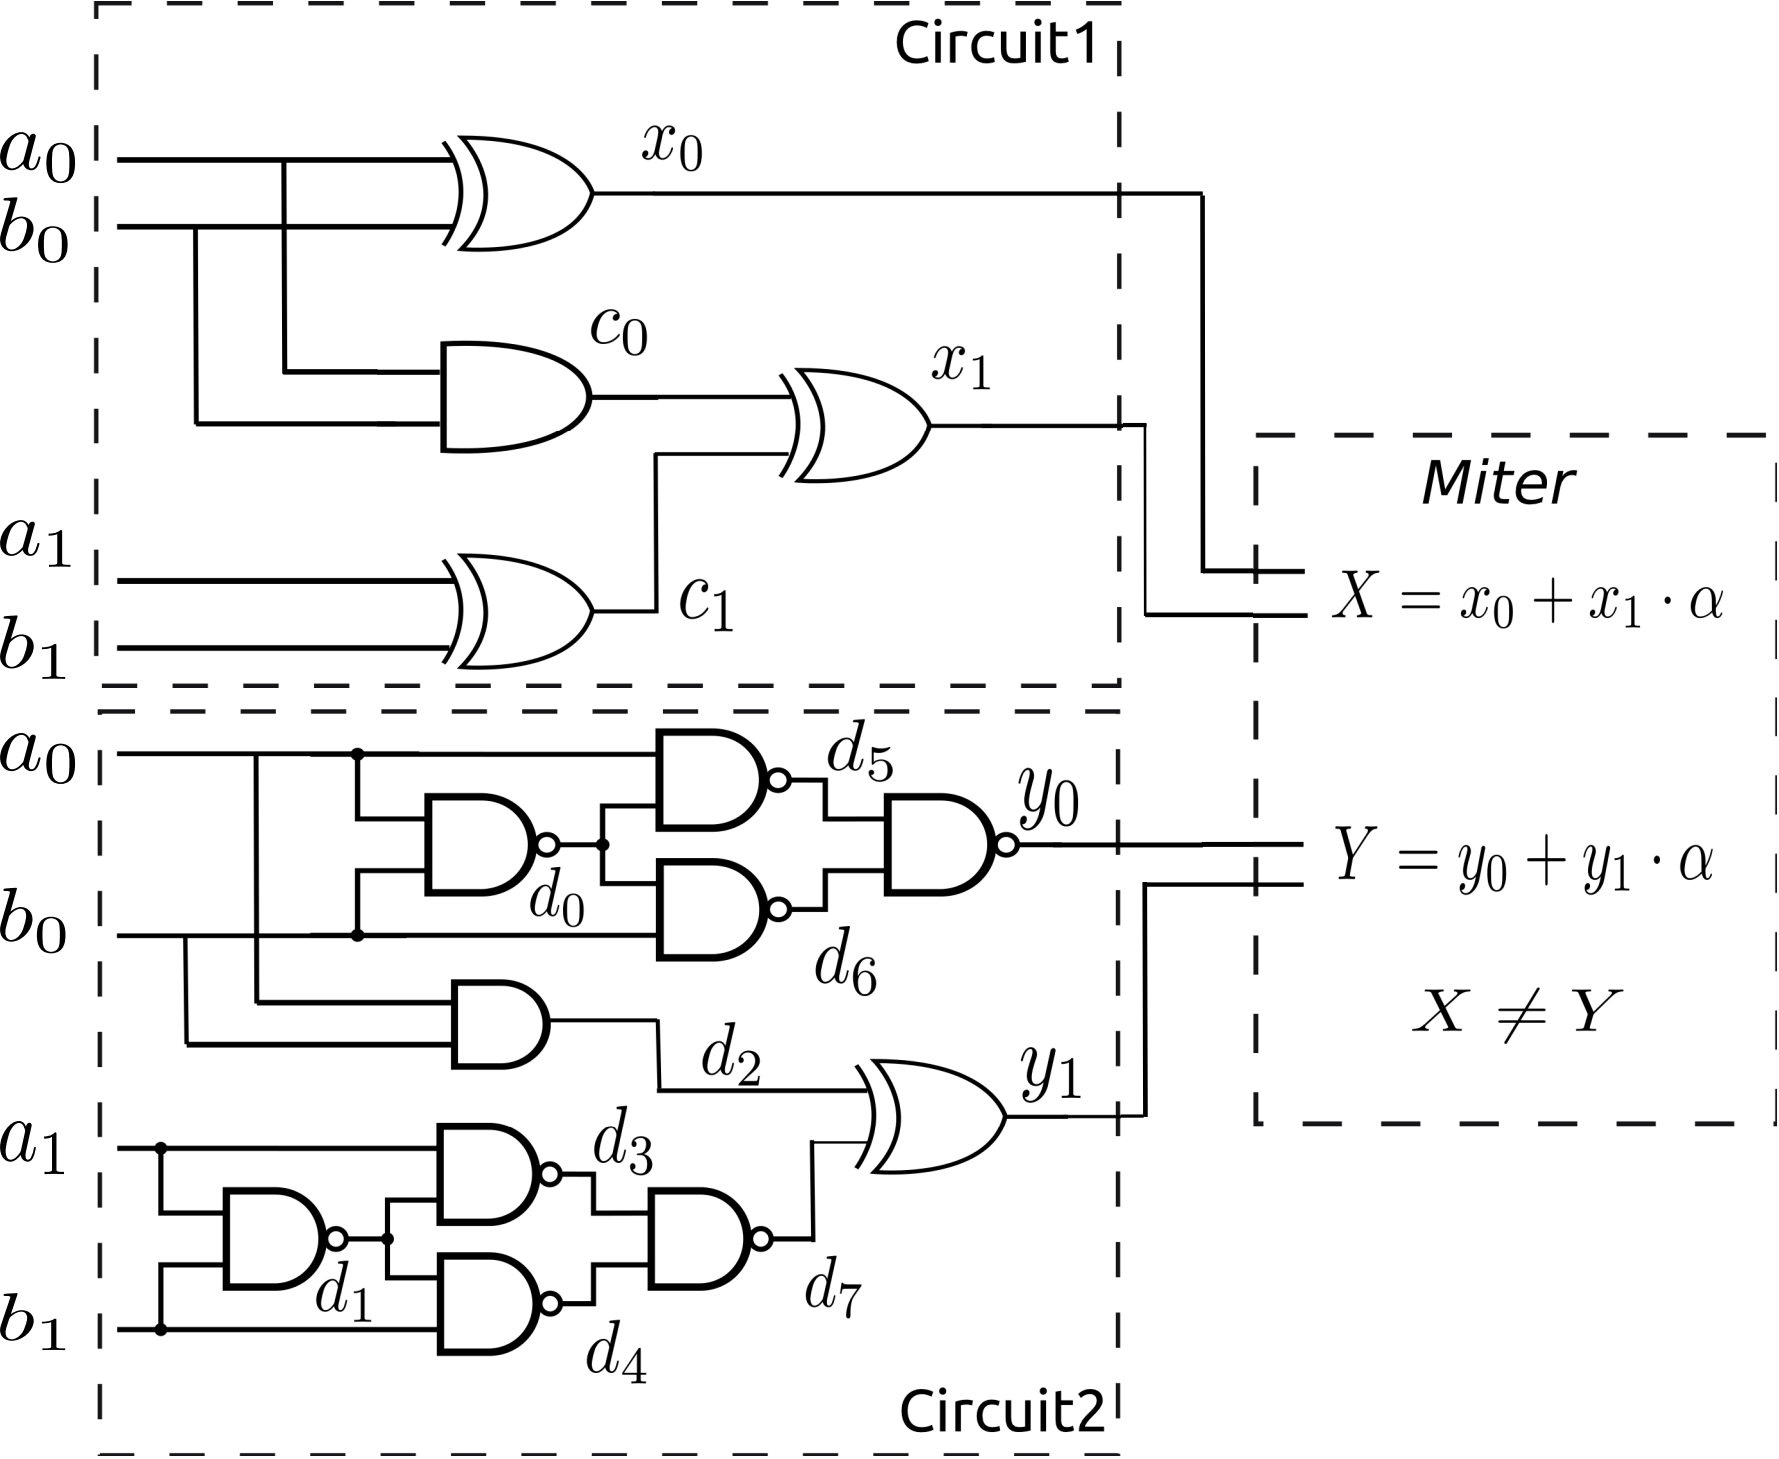 Circuit1
a₀
x₀
b₀
c₀
x₁
a₁
c₁
b₁
Miter
X = x₀ + x₁ · α
Y = y₀ + y₁ · α
X ≠ Y
a₀
d₅
y₀
d₀
b₀
d₆
d₂
y₁
a₁
d₃
d₁
d₇
b₁
d₄
Circuit2